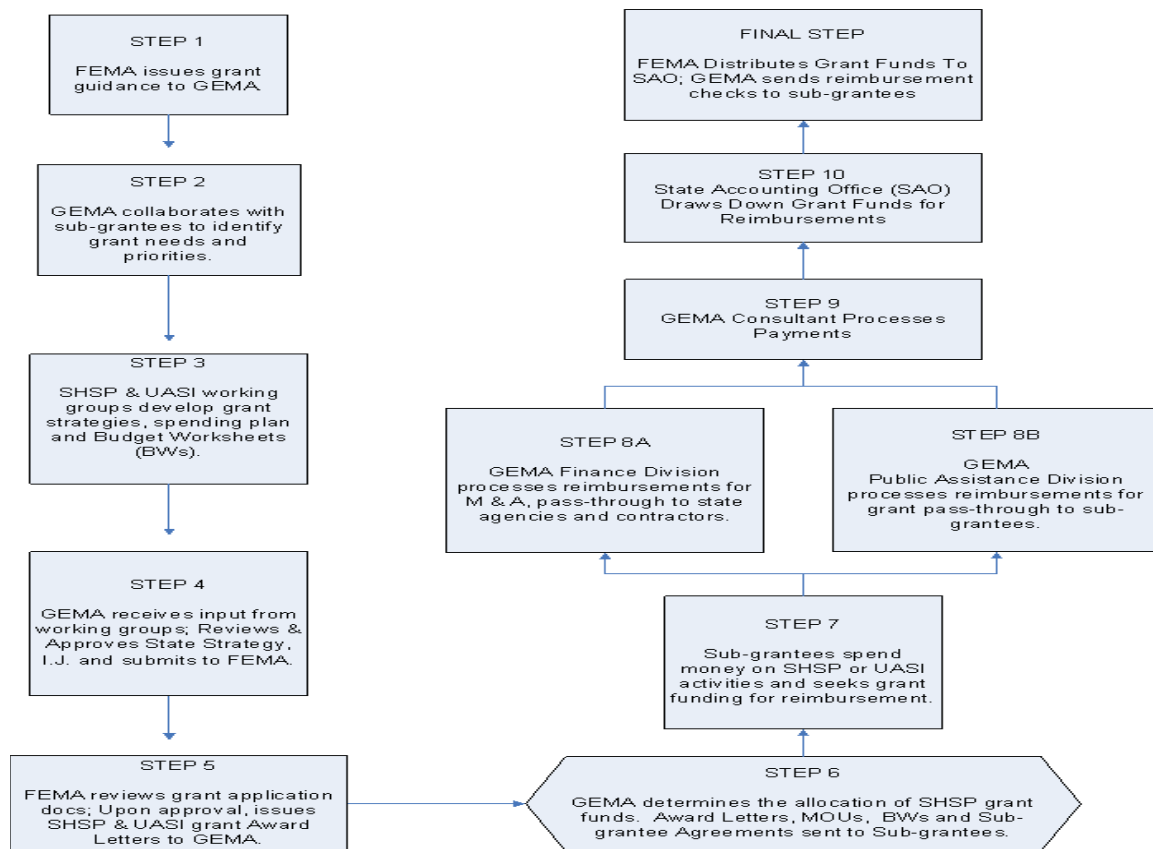 STEP 1
FEMA issues grant
guidance to GEMA.
STEP 2
GEMA collaborates with
sub-grantees to identify
grant needs and
priorities.
STEP 3
SHSP & UASI working
groups develop grant
strategies, spending plan
and Budget Worksheets
(BWs).
STEP 4
GEMA receives input from
working groups; Reviews &
Approves State Strategy,
I.J. and submits to FEMA.
STEP 5
FEMA reviews grant application
docs; Upon approval, issues
SHSP & UASI grant Award
Letters to GEMA.
STEP 6
GEMA determines the allocation of SHSP grant
funds. Award Letters, MOUs, BWs and Sub-
grantee Agreements sent to Sub-grantees.
STEP 7
Sub-grantees spend
money on SHSP or UASI
activities and seeks grant
funding for reimbursement.
STEP 8A
GEMA Finance Division
processes reimbursements for
M & A, pass-through to state
agencies and contractors.
STEP 8B
GEMA
Public Assistance Division
processes reimbursements for
grant pass-through to sub-
grantees.
STEP 9
GEMA Consultant Processes
Payments
STEP 10
State Accounting Office (SAO)
Draws Down Grant Funds for
Reimbursements
FINAL STEP
FEMA Distributes Grant Funds To
SAO; GEMA sends reimbursement
checks to sub-grantees